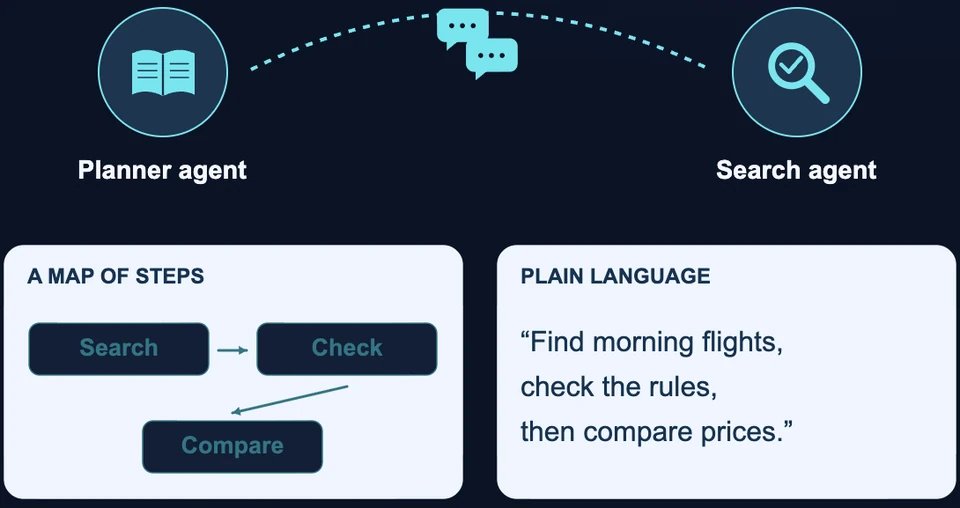 Planner agent
Search agent
A MAP OF STEPS
Search
Check
Compare
PLAIN LANGUAGE
“Find morning flights,
check the rules,
then compare prices.”